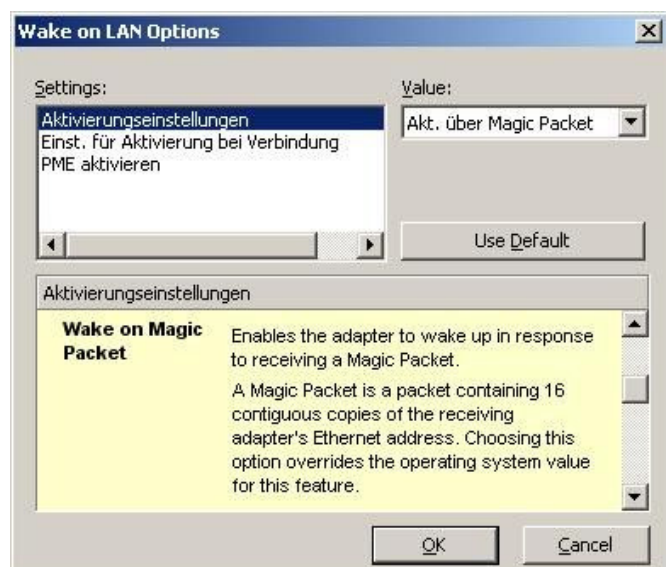 Wake on LAN Options
Settings:
Value:
Aktivierungseinstellungen
Einst. für Aktivierung bei Verbindung
PME aktivieren
Akt. über Magic Packet
Use Default
Aktivierungseinstellungen
Wake on Magic
Packet
Enables the adapter to wake up in response
to receiving a Magic Packet.
A Magic Packet is a packet containing 16
contiguous copies of the receiving
adapter's Ethernet address. Choosing this
option overrides the operating system value
for this feature.
OK
Cancel